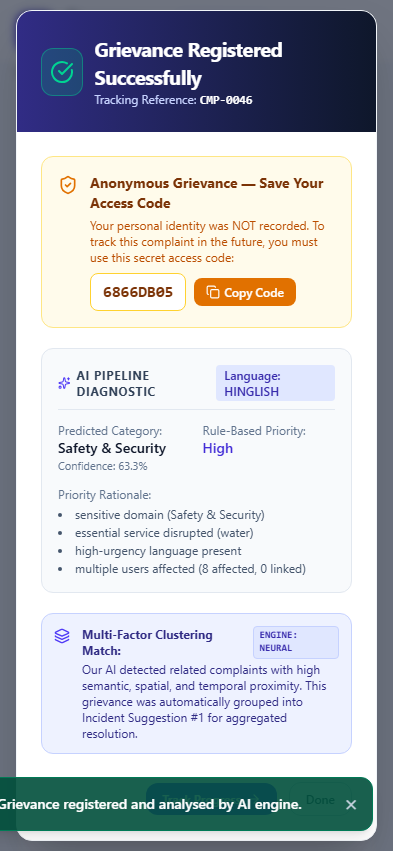 Grievance Registered
Successfully
Tracking Reference: CMP-0046
Anonymous Grievance — Save Your
Access Code
Your personal identity was NOT recorded. To
track this complaint in the future, you must
use this secret access code:
6866DB05
Copy Code
AI PIPELINE
DIAGNOSTIC
Language:
HINGLISH
Predicted Category:
Safety & Security
Confidence: 63.3%
Rule-Based Priority:
High
Priority Rationale:
• sensitive domain (Safety & Security)
• essential service disrupted (water)
• high-urgency language present
• multiple users affected (8 affected, 0 linked)
Multi-Factor Clustering
Match:
ENGINE:
NEURAL
Our AI detected related complaints with high
semantic, spatial, and temporal proximity. This
grievance was automatically grouped into
Incident Suggestion #1 for aggregated
resolution.
Grievance registered and analysed by AI engine.
Done